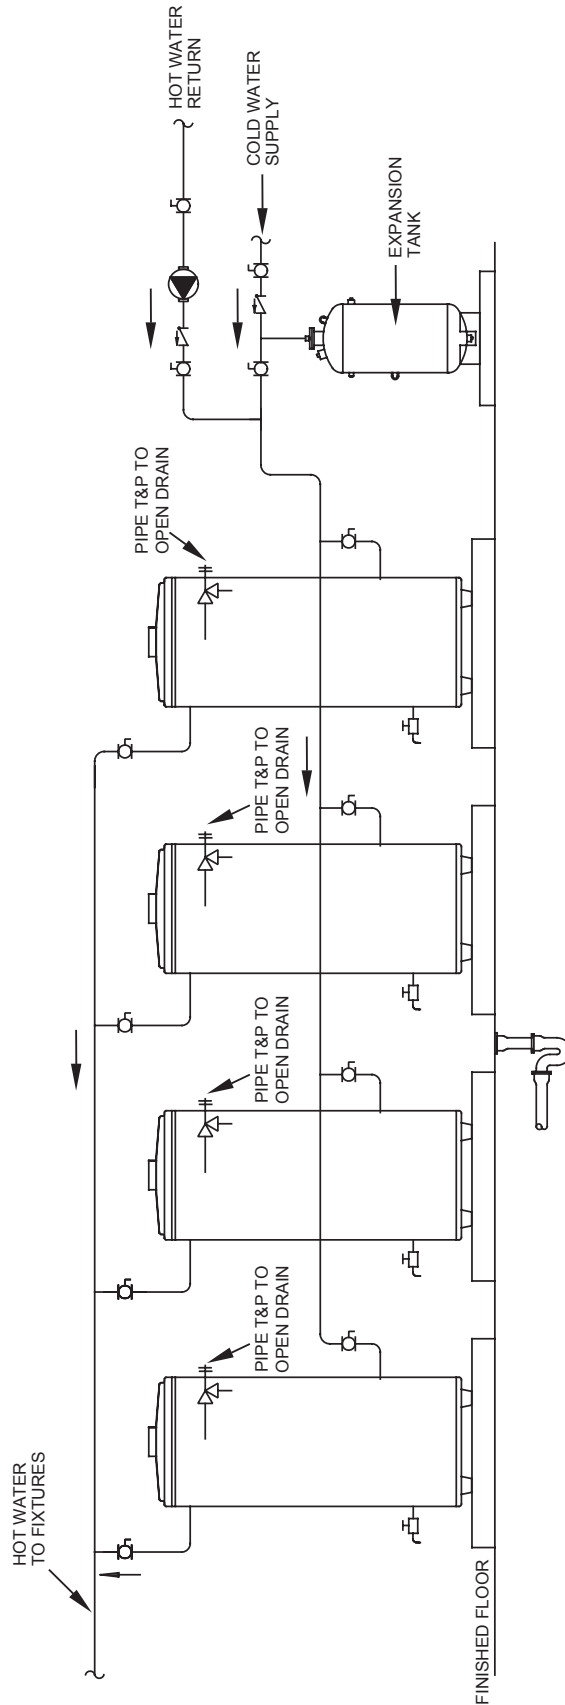 HOT WATER
TO FIXTURES
PIPE T&P TO
OPEN DRAIN
PIPE T&P TO
OPEN DRAIN
PIPE T&P TO
OPEN DRAIN
PIPE T&P TO
OPEN DRAIN
HOT WATER
RETURN
COLD WATER
SUPPLY
EXPANSION
TANK
FINISHED FLOOR